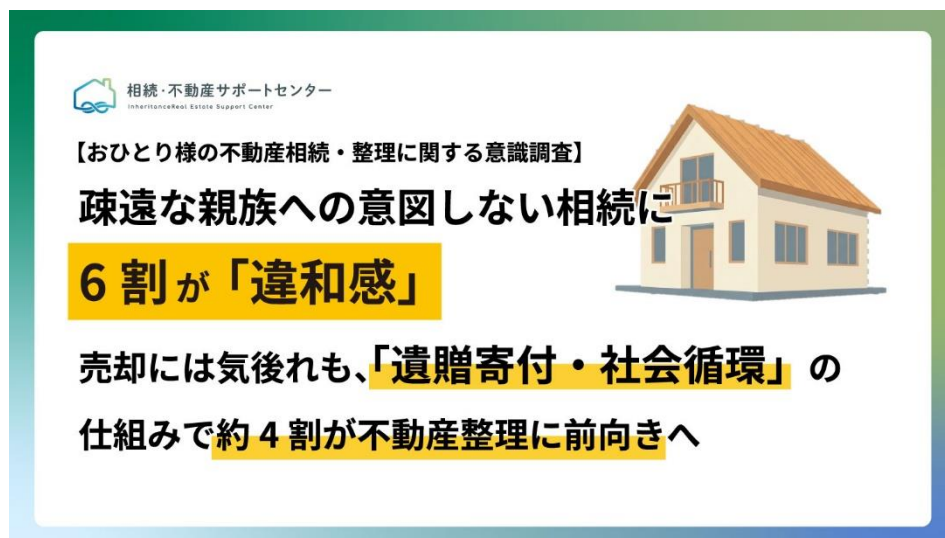 相続・不動産サポートセンター
InheritonceReal Estate Support Center
【おひとり様の不動産相続・整理に関する意識調査】
疎遠な親族への意図しない相続に
6割が「違和感」
売却には気後れも、「遺贈寄付・社会循環」の
仕組みで約4割が不動産整理に前向きへ